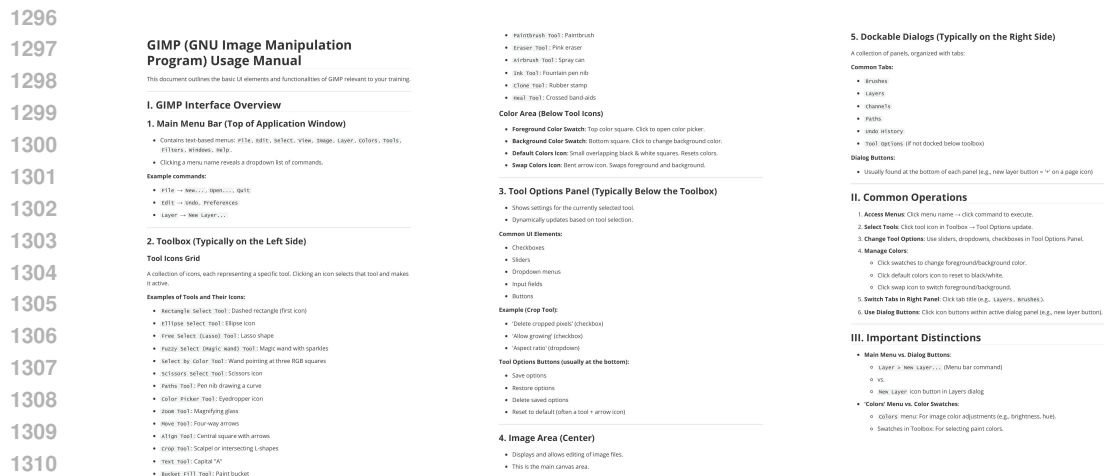 1296
1297
1298
1299
1300
1301
1302
1303
1304
1305
1306
1307
1308
1309
1310
GIMP (GNU Image Manipulation
Program) Usage Manual
This document outlines the basic UI elements and functionalities of GIMP relevant to your training.
I. GIMP Interface Overview
1. Main Menu Bar (Top of Application Window)
• Contains text-based menus: File, Edit, Select, View, Image, Layer, Colors, Tools,
Filters, Windows, Help.
• Clicking a menu name reveals a dropdown list of commands.
Example commands:
• File → New..., Open..., Quit
• Edit → Undo, Preferences
• Layer → New Layer...
2. Toolbox (Typically on the Left Side)
Tool Icons Grid
A collection of icons, each representing a specific tool. Clicking an icon selects that tool and makes
it active.
Examples of Tools and Their Icons:
• Rectangle Select Tool: Dashed rectangle (first icon)
• Ellipse Select Tool: Ellipse icon
• Free Select (Lasso) Tool: Lasso shape
• Fuzzy Select (Magic Wand) Tool: Magic wand with sparkles
• Select by Color Tool: Wand pointing at three RGB squares
• Scissors Select Tool: Scissors icon
• Paths Tool: Pen nib drawing a curve
• Color Picker Tool: Eyedropper icon
• Zoom Tool: Magnifying glass
• Move Tool: Four-way arrows
• Align Tool: Central square with arrows
• Crop Tool: Scalpel or intersecting L-shapes
• Text Tool: Capital "A"
• Bucket Fill Tool: Paint bucket
• Paintbrush Tool: Paintbrush
• Eraser Tool: Pink eraser
• Airbrush Tool: Spray can
• Ink Tool: Fountain pen nib
• Clone Tool: Rubber stamp
• Heal Tool: Crossed band-aids
Color Area (Below Tool Icons)
• Foreground Color Swatch: Top color square. Click to open color picker.
• Background Color Swatch: Bottom square. Click to change background color.
• Default Colors Icon: Small overlapping black & white squares. Resets colors.
• Swap Colors Icon: Bent arrow icon. Swaps foreground and background.
3. Tool Options Panel (Typically Below the Toolbox)
• Shows settings for the currently selected tool.
• Dynamically updates based on tool selection.
Common UI Elements:
• Checkboxes
• Sliders
• Dropdown menus
• Input fields
• Buttons
Example (Crop Tool):
• 'Delete cropped pixels' (checkbox)
• 'Allow growing' (checkbox)
• 'Aspect ratio' (dropdown)
Tool Options Buttons (usually at the bottom):
• Save options
• Restore options
• Delete saved options
• Reset to default (often a tool + arrow icon)
4. Image Area (Center)
• Displays and allows editing of image files.
• This is the main canvas area.
5. Dockable Dialogs (Typically on the Right Side)
A collection of panels, organized with tabs:
Common Tabs:
• Brushes
• Layers
• Channels
• Paths
• Undo History
• Tool Options (if not docked below toolbox)
Dialog Buttons:
• Usually found at the bottom of each panel (e.g., new layer button = '+' on a page icon)
II. Common Operations
1. Access Menus: Click menu name → click command to execute.
2. Select Tools: Click tool icon in Toolbox → Tool Options update.
3. Change Tool Options: Use sliders, dropdowns, checkboxes in Tool Options Panel.
4. Manage Colors:
◦ Click swatches to change foreground/background color.
◦ Click default colors icon to reset to black/white.
◦ Click swap icon to switch foreground/background.
5. Switch Tabs in Right Panel: Click tab title (e.g., Layers, Brushes).
6. Use Dialog Buttons: Click icon buttons within active dialog panel (e.g., new layer button).
III. Important Distinctions
• Main Menu vs. Dialog Buttons:
◦ Layer > New Layer... (Menu bar command)
◦ vs.
◦ New Layer icon button in Layers dialog
• 'Colors' Menu vs. Color Swatches:
◦ Colors menu: For image color adjustments (e.g., brightness, hue).
◦ Swatches in Toolbox: For selecting paint colors.